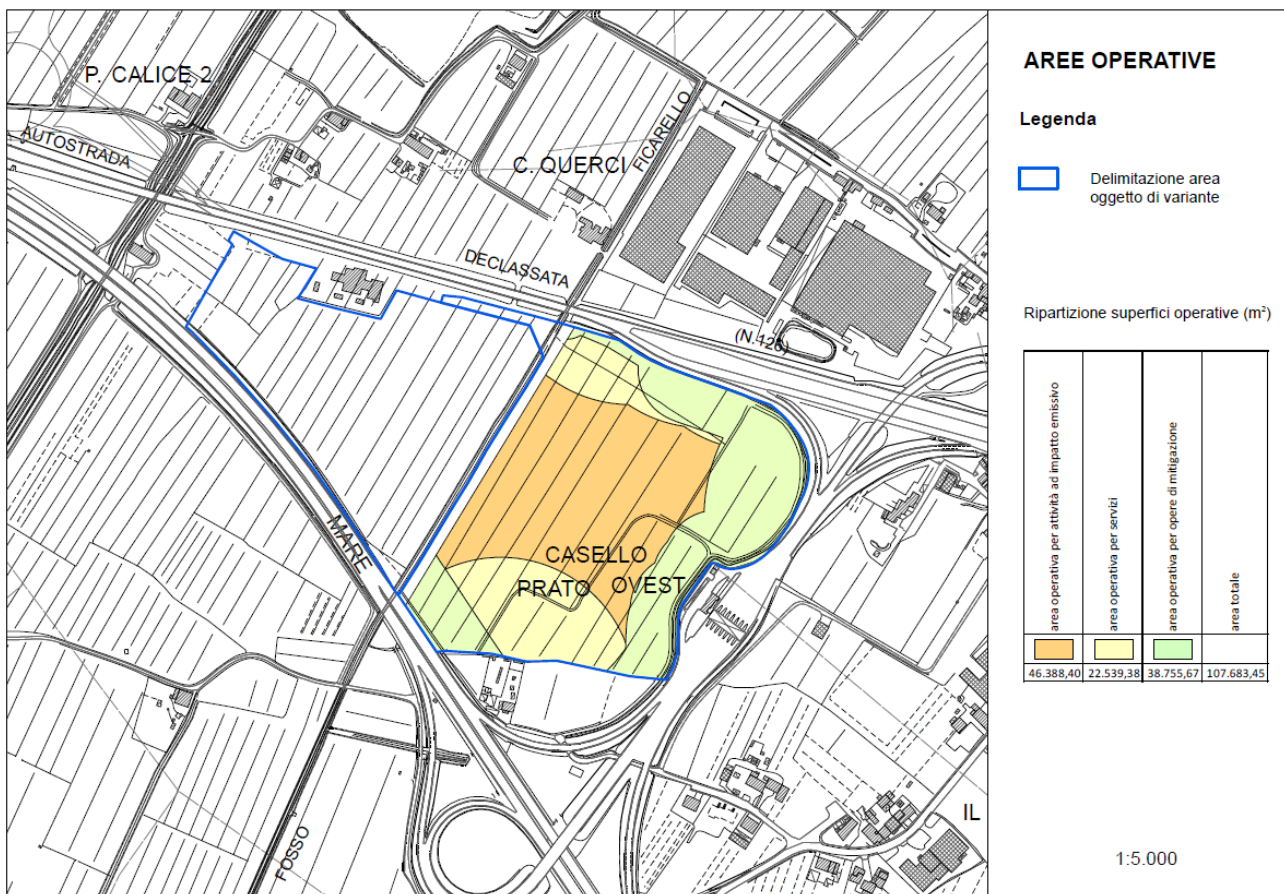 P. CALICE 2
AUTOSTRADA
C. QUERCI
FICARELLO
DECLASSATA
(N.126)
MARE
CASELLO
PRATO OVEST
FOSSO
IL
AREE OPERATIVE
Legenda
Delimitazione area
oggetto di variante
Ripartizione superfici operative (m²)
area operativa per attività ad impatto emissivo
area operativa per servizi
area operativa per opere di mitigazione
area totale
46.388,40 22.539,38 38.755,67 107.683,45
1:5.000